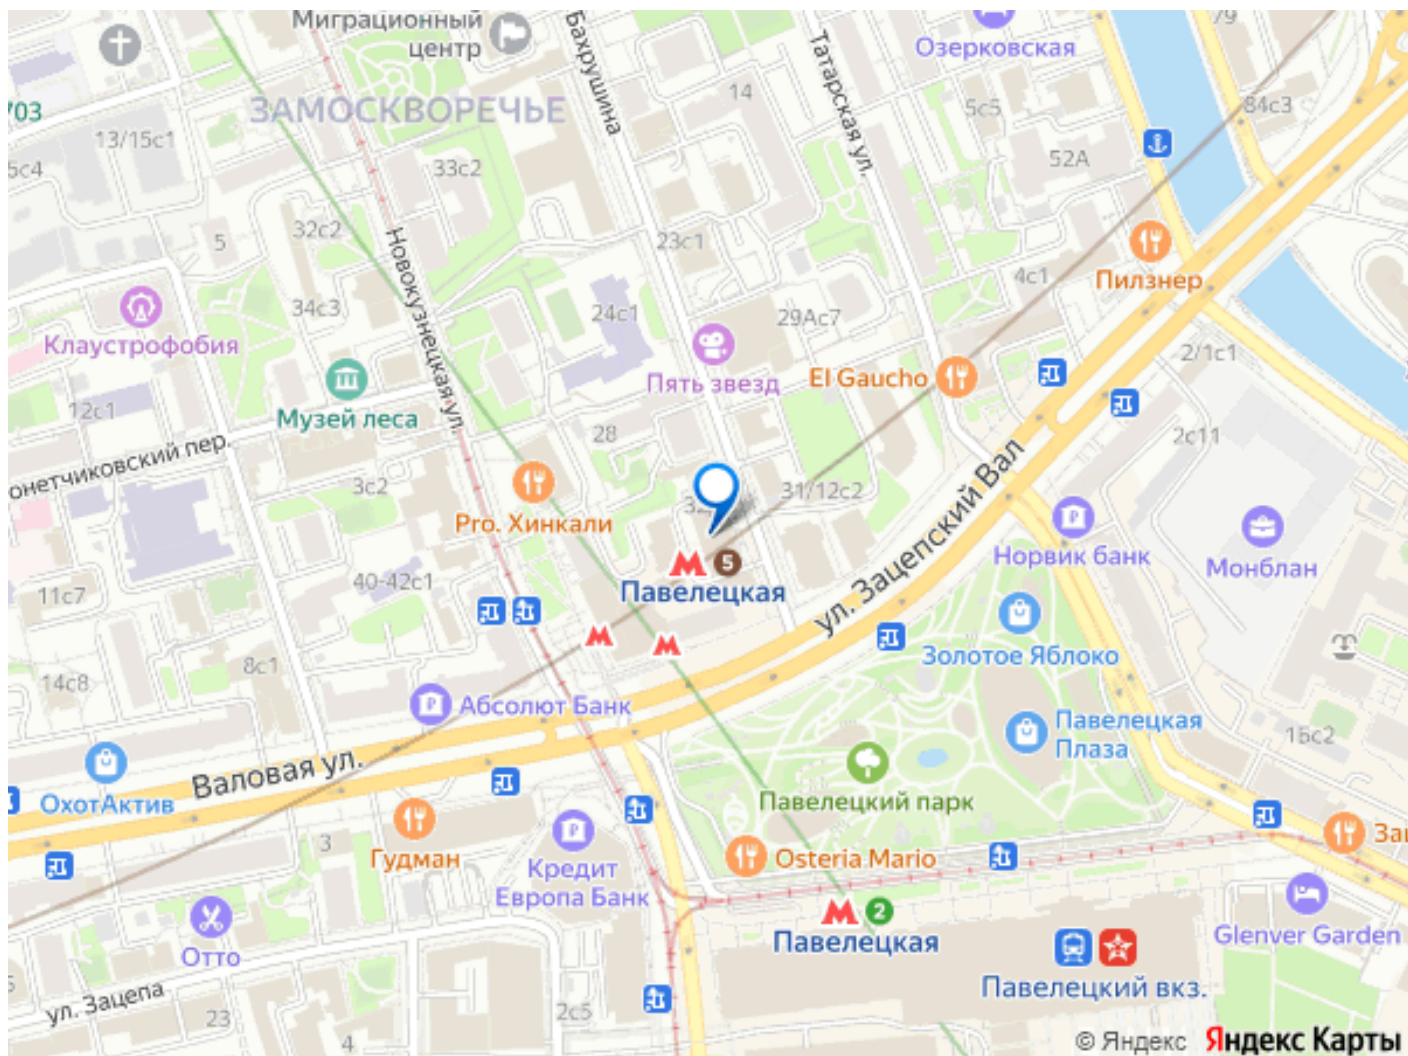 Миграционный
центр
Бахрушина
Татарская ул.
Озерковская
79
14
703
ЗАМОСКВОРЕЧЬЕ
5с5
84с3
13/15с1
5с4
33с2
52А
32с2
5
23с1
Новокузнецкая ул.
4с1
Пилзнер
34с3
24с1
29Ас7
Клаустрофобия
2/1с1
Пять звезд
El Gaucho
12с1
Музей леса
28
2с11
онетчиковский пер.
3с2
31/12с2
Pro. Хинкали
ул. Зацепский Вал
Норвик банк
Монблан
5
Павелецкая
40-42с1
11с7
Золотое Яблоко
8с1
14с8
Абсолют Банк
Павелецкая
Плаза
15с2
Валовая ул.
ОхотАктив
Павелецкий парк
3
Гудман
Кредит
Европа Банк
Osteria Mario
За
2
Павелецкая
Glenver Garden
Отто
Павелецкий вкз.
ул. Зацепа
23
2с5
4
© Яндекс Яндекс Карты